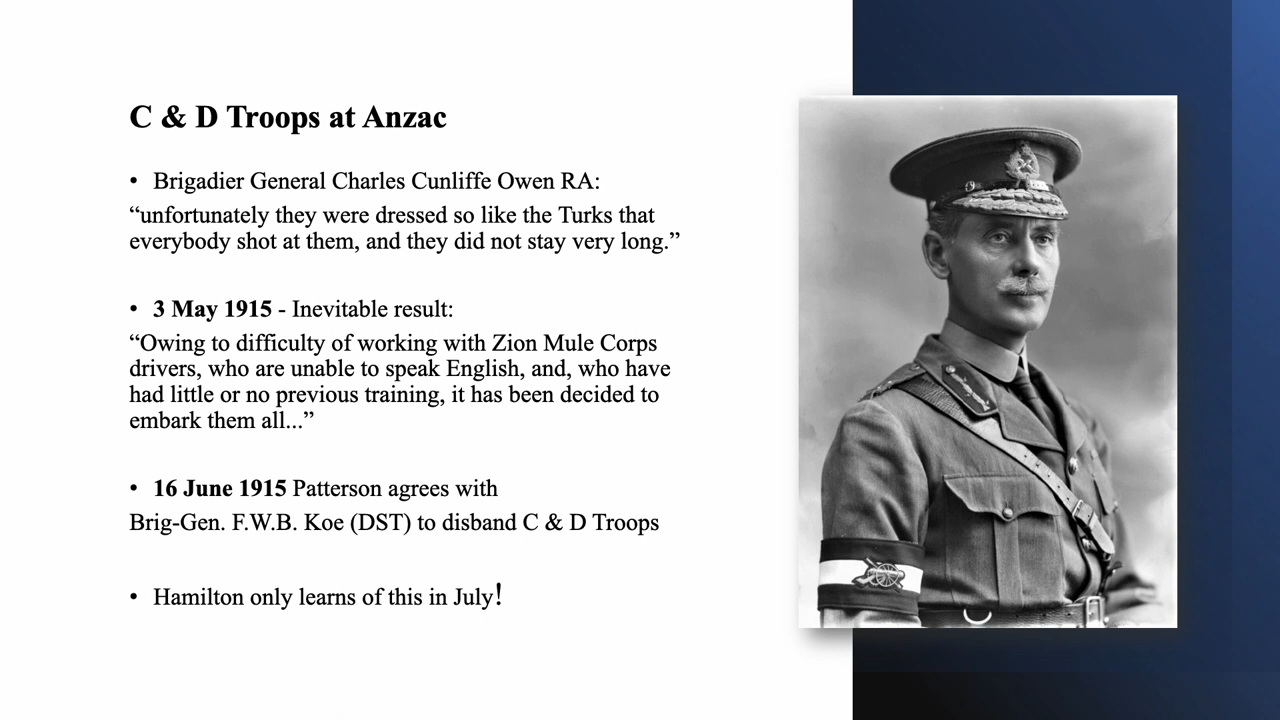 C & D Troops at Anzac
• Brigadier General Charles Cunliffe Owen RA:
“unfortunately they were dressed so like the Turks that
everybody shot at them, and they did not stay very long.”
• 3 May 1915 - Inevitable result:
“Owing to difficulty of working with Zion Mule Corps
drivers, who are unable to speak English, and, who have
had little or no previous training, it has been decided to
embark them all...”
• 16 June 1915 Patterson agrees with
Brig-Gen. F.W.B. Koe (DST) to disband C & D Troops
• Hamilton only learns of this in July!